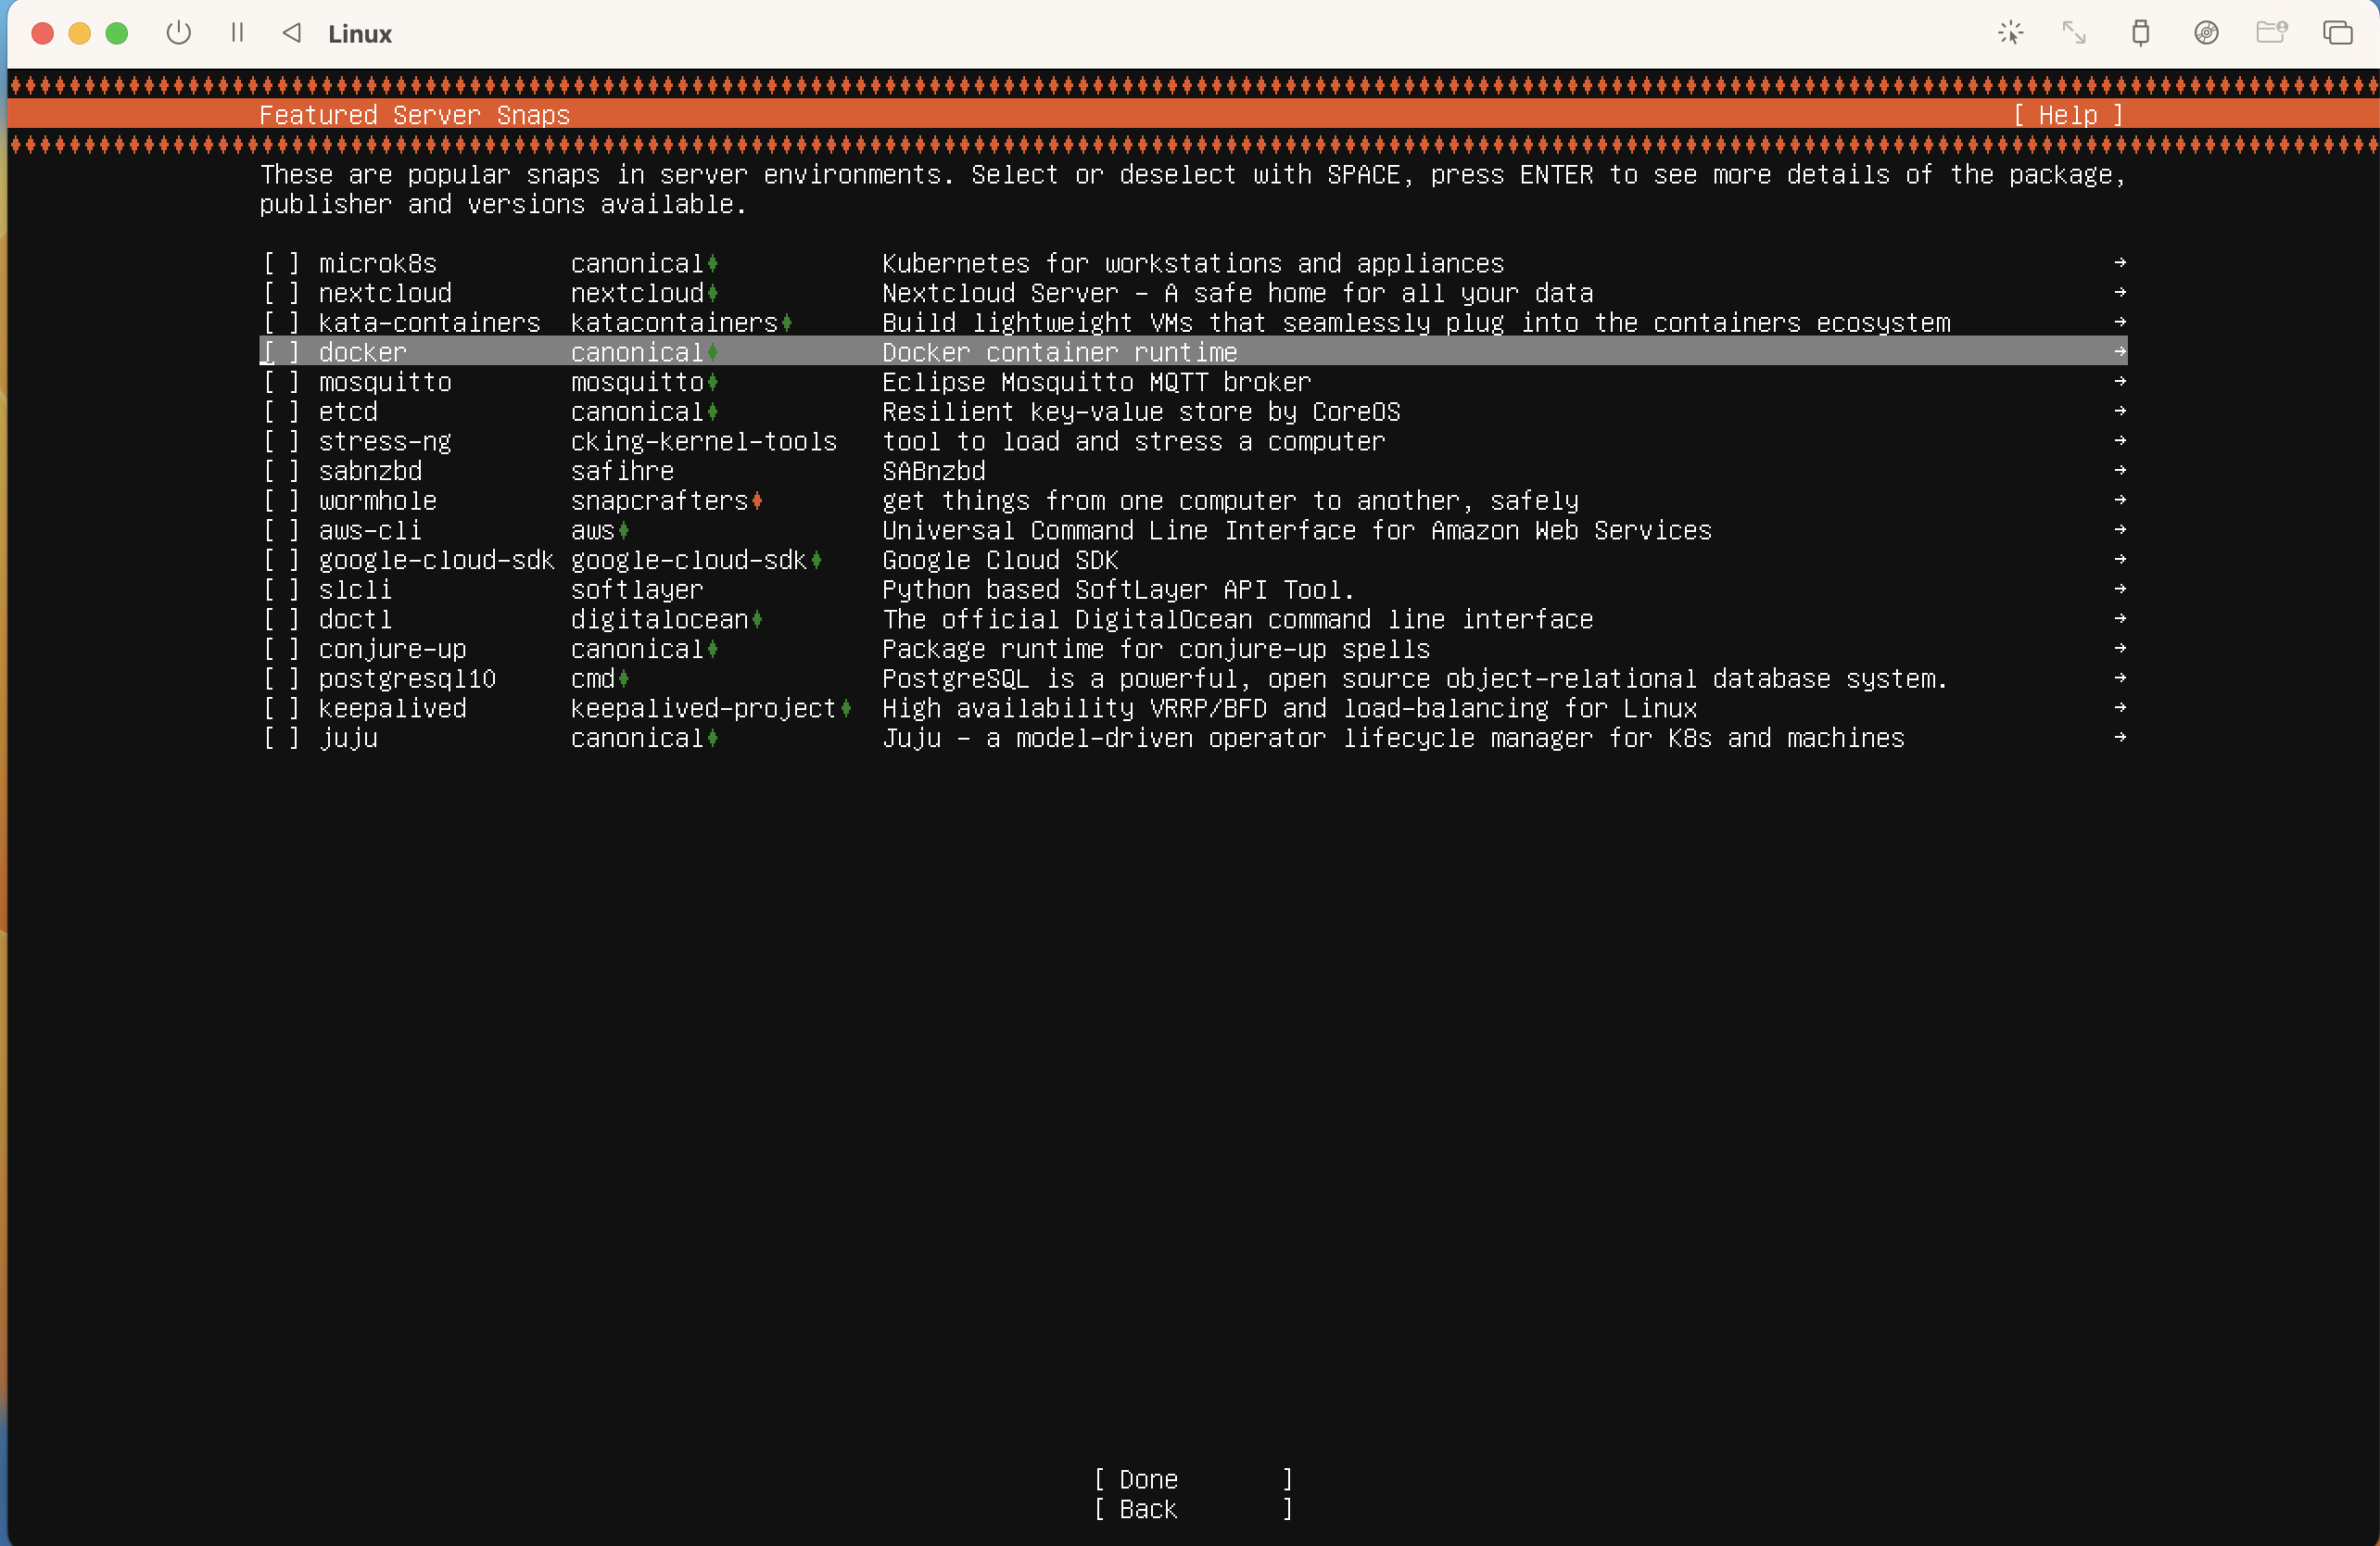 Linux
Featured Server Snaps [ Help ]
These are popular snaps in server environments. Select or deselect with SPACE, press ENTER to see more details of the package,
publisher and versions available.
[ ] microk8s canonical♦ Kubernetes for workstations and appliances →
[ ] nextcloud nextcloud♦ Nextcloud Server - A safe home for all your data →
[ ] kata-containers katacontainers♦ Build lightweight VMs that seamlessly plug into the containers ecosystem →
[ ] docker canonical♦ Docker container runtime →
[ ] mosquitto mosquitto♦ Eclipse Mosquitto MQTT broker →
[ ] etcd canonical♦ Resilient key-value store by CoreOS →
[ ] stress-ng cking-kernel-tools tool to load and stress a computer →
[ ] sabnzbd safihre SABnzbd →
[ ] wormhole snapcrafters♦ get things from one computer to another, safely →
[ ] aws-cli aws♦ Universal Command Line Interface for Amazon Web Services →
[ ] google-cloud-sdk google-cloud-sdk♦ Google Cloud SDK →
[ ] slcli softlayer Python based SoftLayer API Tool. →
[ ] doctl digitalocean♦ The official DigitalOcean command line interface →
[ ] conjure-up canonical♦ Package runtime for conjure-up spells →
[ ] postgresql10 cmd♦ PostgreSQL is a powerful, open source object-relational database system. →
[ ] keepalived keepalived-project♦ High availability VRRP/BFD and load-balancing for Linux →
[ ] juju canonical♦ Juju - a model-driven operator lifecycle manager for K8s and machines →
[ Done ]
[ Back ]